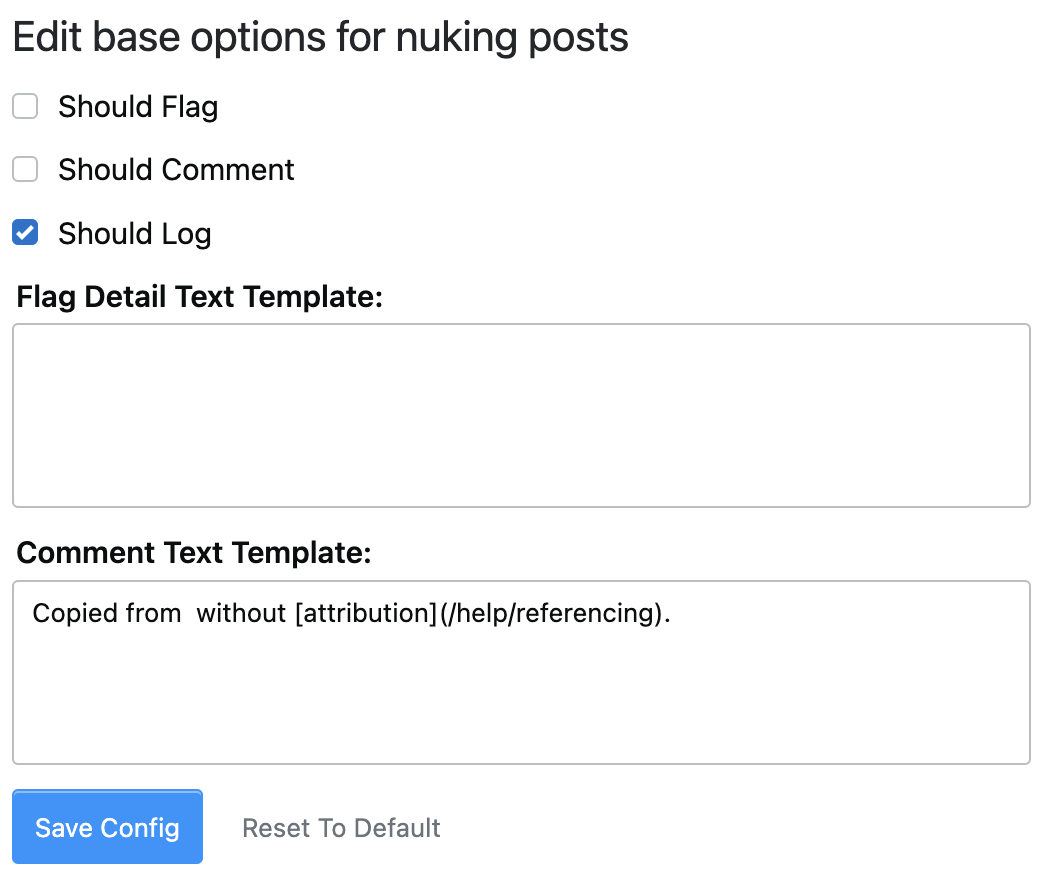 Edit base options for nuking posts
Should Flag
Should Comment
Should Log
Flag Detail Text Template:
Comment Text Template:
Copied from  without [attribution](/help/referencing).
Save Config
Reset To Default